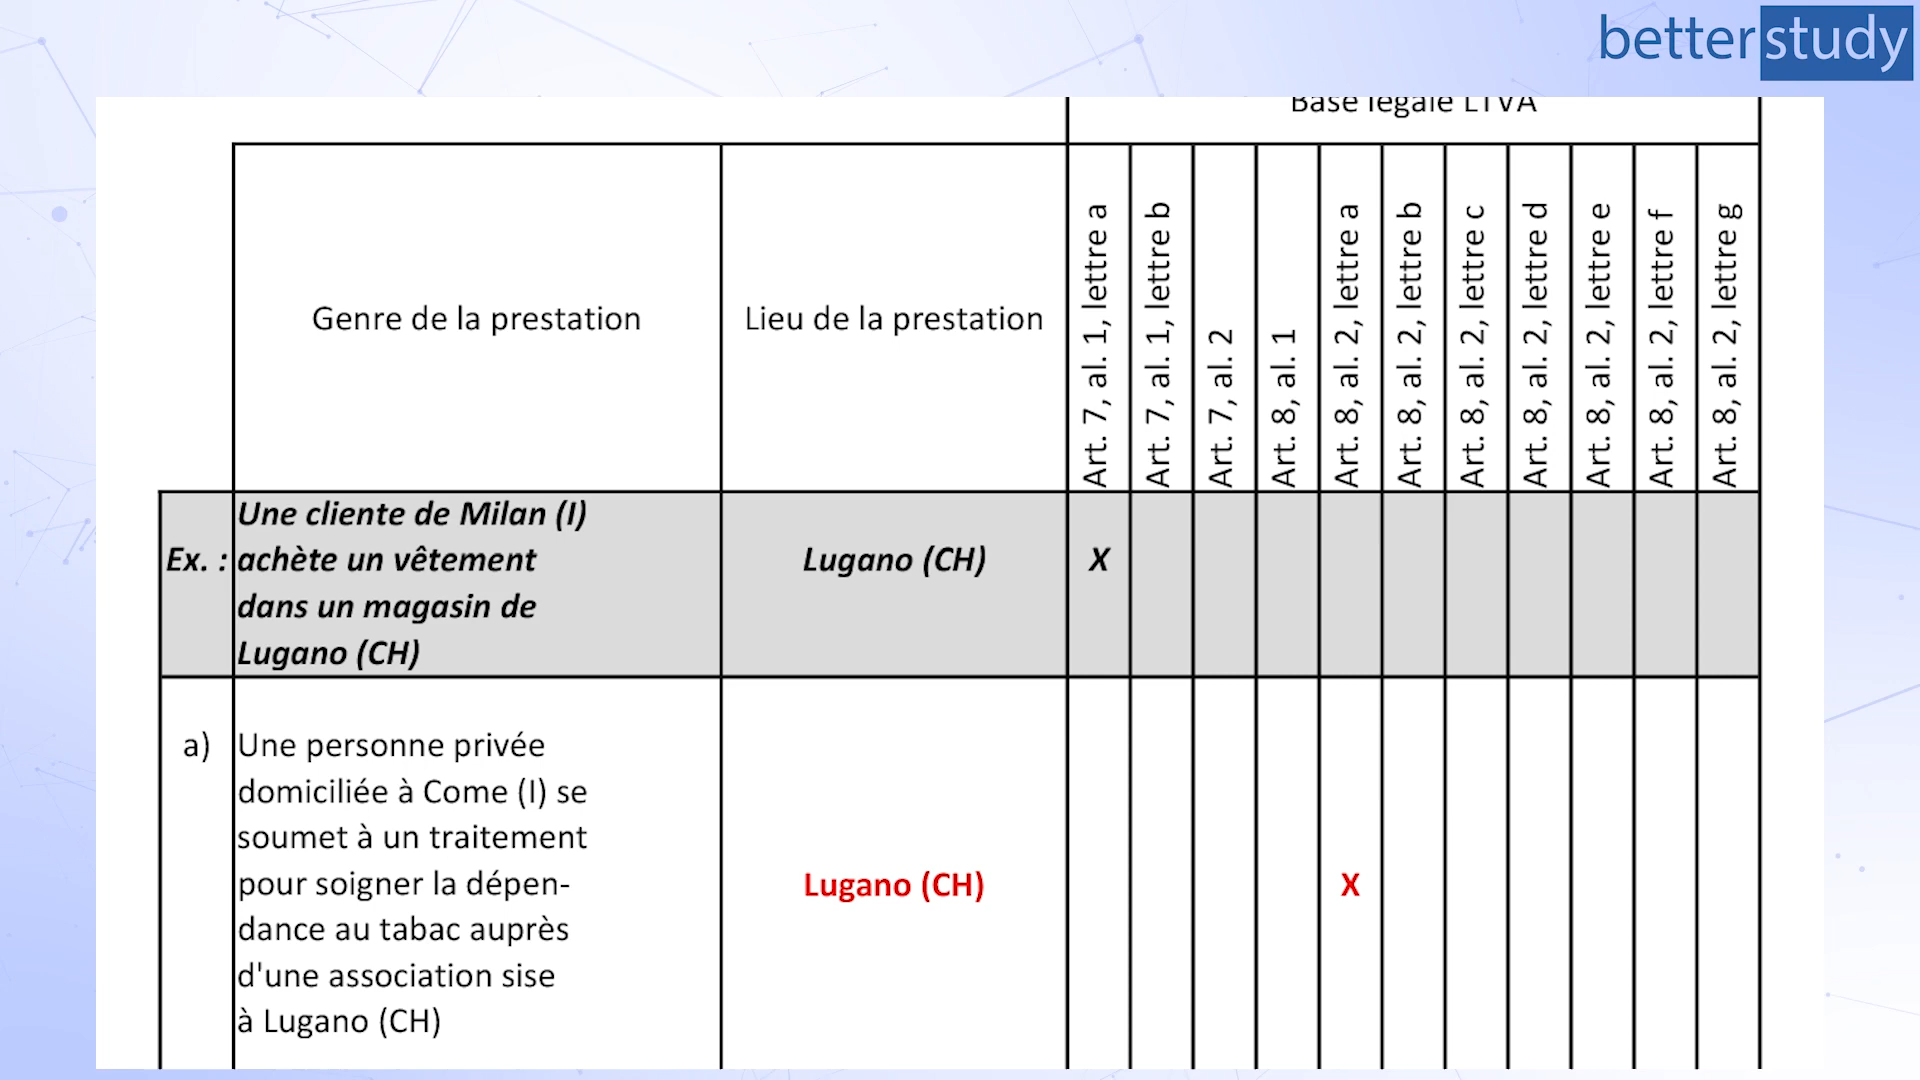 betterstudy
Base légale LTVA
Genre de la prestation
Lieu de la prestation
Art. 7, al. 1, lettre a
Art. 7, al. 1, lettre b
Art. 7, al. 2
Art. 8, al. 1
Art. 8, al. 2, lettre a
Art. 8, al. 2, lettre b
Art. 8, al. 2, lettre c
Art. 8, al. 2, lettre d
Art. 8, al. 2, lettre e
Art. 8, al. 2, lettre f
Art. 8, al. 2, lettre g
Une cliente de Milan (I)
Ex. : achète un vêtement Lugano (CH) X
dans un magasin de
Lugano (CH)
a) Une personne privée
domiciliée à Come (I) se
soumet à un traitement
pour soigner la dépen- Lugano (CH) X
dance au tabac auprès
d'une association sise
à Lugano (CH)